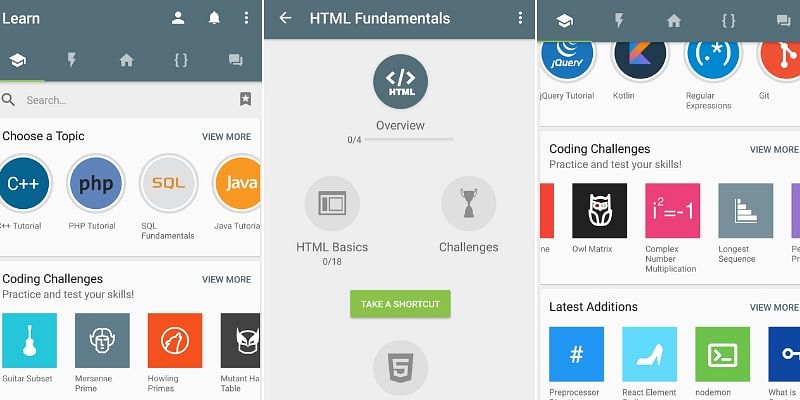 Learn
Search...
Choose a Topic
VIEW MORE
C++
php
SQL
Java
C++ Tutorial
PHP Tutorial
SQL
Fundamentals
Java Tutorial
Coding Challenges
VIEW MORE
Practice and test your skills!
Guitar Subset
Mersenne
Prime
Howling
Primes
Mutant Ha
Table
HTML Fundamentals
</>
HTML
Overview
0/4
HTML Basics
0/18
Challenges
TAKE A SHORTCUT
5
{}
jQuery
(.*)
jQuery Tutorial
Kotlin
Regular
Expressions
Git
Coding Challenges
VIEW MORE
Practice and test your skills!
i²=-1
ne
Owl Matrix
Complex
Number
Multiplication
Longest
Sequence
Pe
N
Latest Additions
VIEW MORE
#
Preprocessor
React Element
nodemon
What is